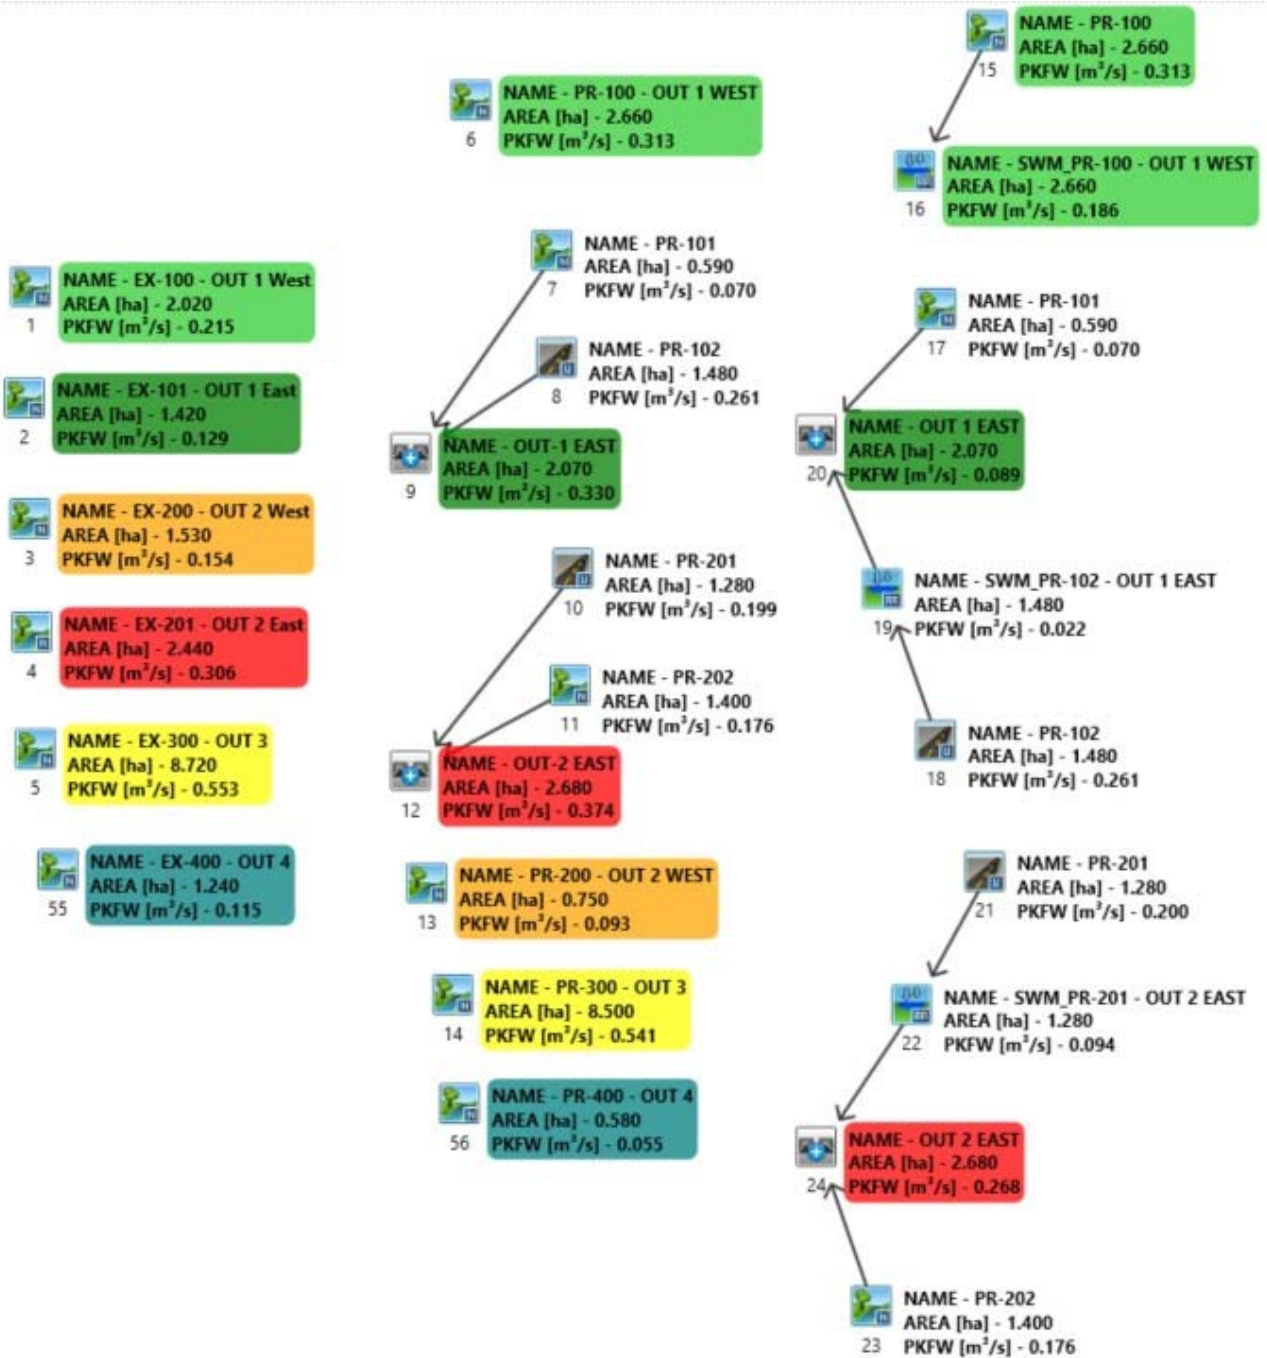 NAME - EX-100 - OUT 1 West
AREA [ha] - 2.020
PKFW [m³/s] - 0.215
1
NAME - EX-101 - OUT 1 East
AREA [ha] - 1.420
PKFW [m³/s] - 0.129
2
NAME - EX-200 - OUT 2 West
AREA [ha] - 1.530
PKFW [m³/s] - 0.154
3
NAME - EX-201 - OUT 2 East
AREA [ha] - 2.440
PKFW [m³/s] - 0.306
4
NAME - EX-300 - OUT 3
AREA [ha] - 8.720
PKFW [m³/s] - 0.553
5
NAME - EX-400 - OUT 4
AREA [ha] - 1.240
PKFW [m³/s] - 0.115
55
NAME - PR-100 - OUT 1 WEST
AREA [ha] - 2.660
PKFW [m³/s] - 0.313
6
NAME - PR-101
AREA [ha] - 0.590
PKFW [m³/s] - 0.070
7
NAME - PR-102
AREA [ha] - 1.480
PKFW [m³/s] - 0.261
8
NAME - OUT-1 EAST
AREA [ha] - 2.070
PKFW [m³/s] - 0.330
9
NAME - PR-201
AREA [ha] - 1.280
PKFW [m³/s] - 0.199
10
NAME - PR-202
AREA [ha] - 1.400
PKFW [m³/s] - 0.176
11
NAME - OUT-2 EAST
AREA [ha] - 2.680
PKFW [m³/s] - 0.374
12
NAME - PR-200 - OUT 2 WEST
AREA [ha] - 0.750
PKFW [m³/s] - 0.093
13
NAME - PR-300 - OUT 3
AREA [ha] - 8.500
PKFW [m³/s] - 0.541
14
NAME - PR-400 - OUT 4
AREA [ha] - 0.580
PKFW [m³/s] - 0.055
56
NAME - PR-100
AREA [ha] - 2.660
PKFW [m³/s] - 0.313
15
NAME - SWM_PR-100 - OUT 1 WEST
AREA [ha] - 2.660
PKFW [m³/s] - 0.186
16
NAME - PR-101
AREA [ha] - 0.590
PKFW [m³/s] - 0.070
17
NAME - OUT 1 EAST
AREA [ha] - 2.070
PKFW [m³/s] - 0.089
20
NAME - SWM_PR-102 - OUT 1 EAST
AREA [ha] - 1.480
PKFW [m³/s] - 0.022
19
NAME - PR-102
AREA [ha] - 1.480
PKFW [m³/s] - 0.261
18
NAME - PR-201
AREA [ha] - 1.280
PKFW [m³/s] - 0.200
21
NAME - SWM_PR-201 - OUT 2 EAST
AREA [ha] - 1.280
PKFW [m³/s] - 0.094
22
NAME - OUT 2 EAST
AREA [ha] - 2.680
PKFW [m³/s] - 0.268
24
NAME - PR-202
AREA [ha] - 1.400
PKFW [m³/s] - 0.176
23